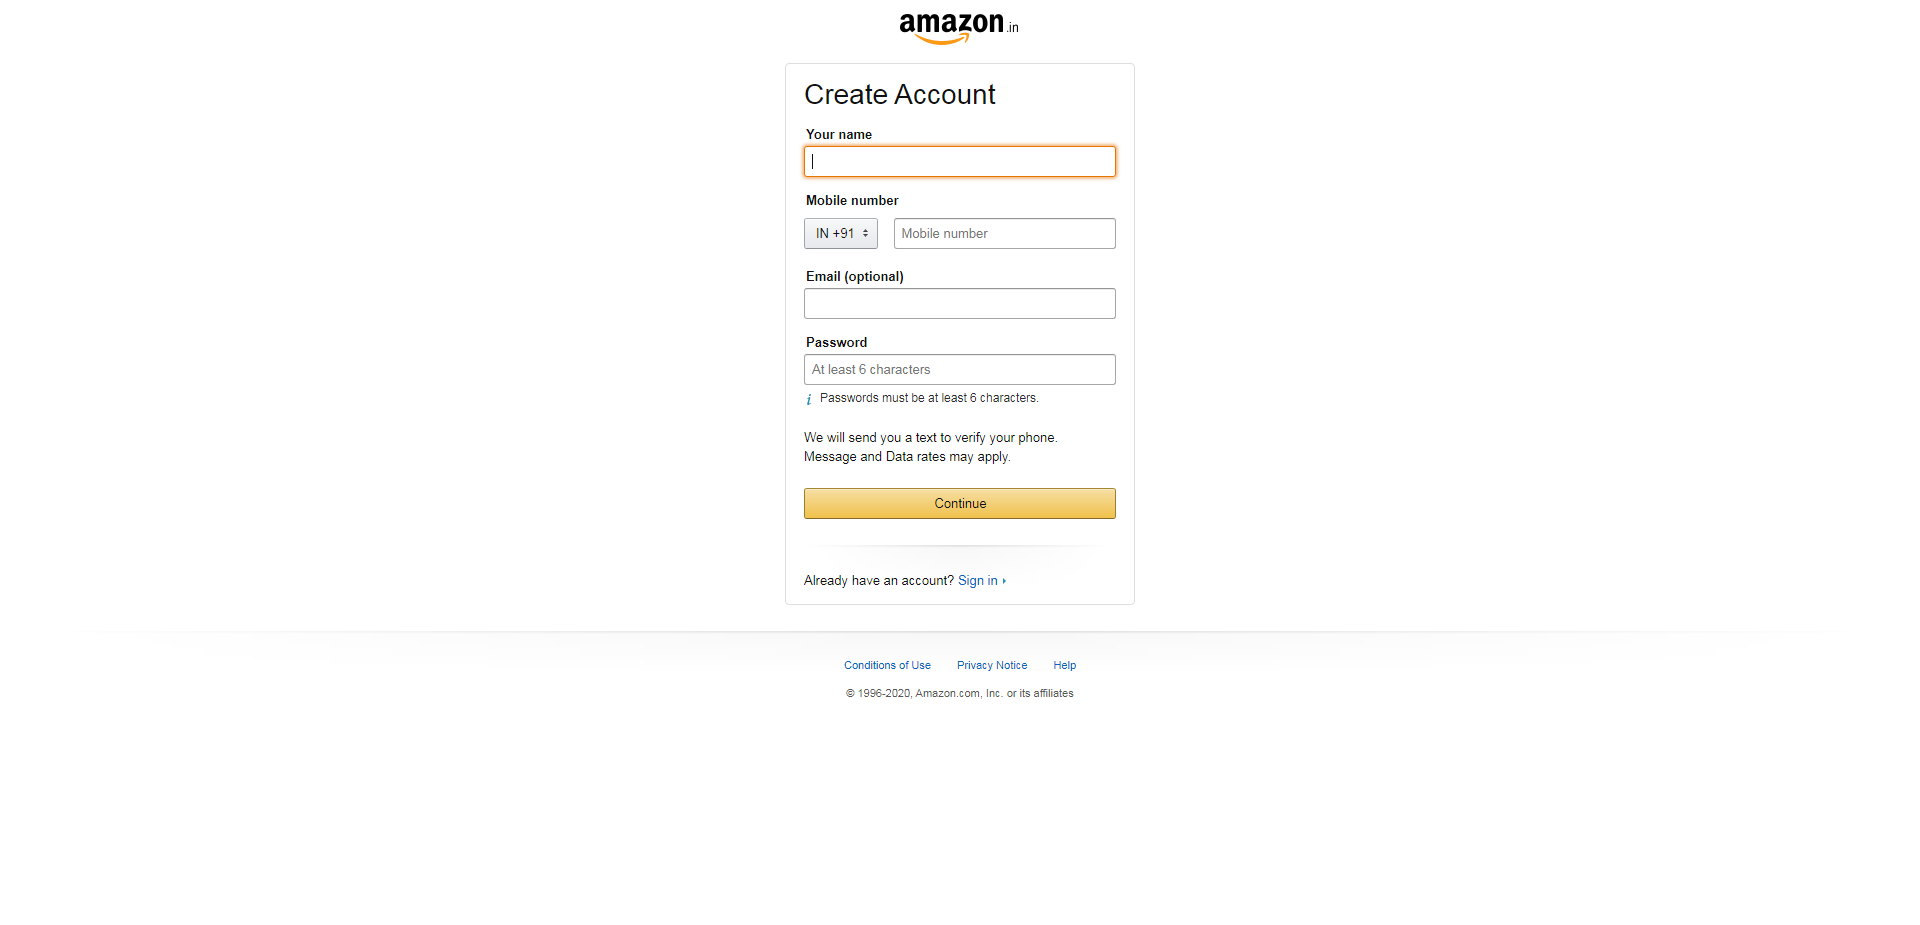 amazon.in
Create Account
Your name
Mobile number
IN +91 Mobile number
Email (optional)
Password
At least 6 characters
i Passwords must be at least 6 characters.
We will send you a text to verify your phone.
Message and Data rates may apply.
Continue
Already have an account? Sign in
Conditions of Use Privacy Notice Help
© 1996-2020, Amazon.com, Inc. or its affiliates